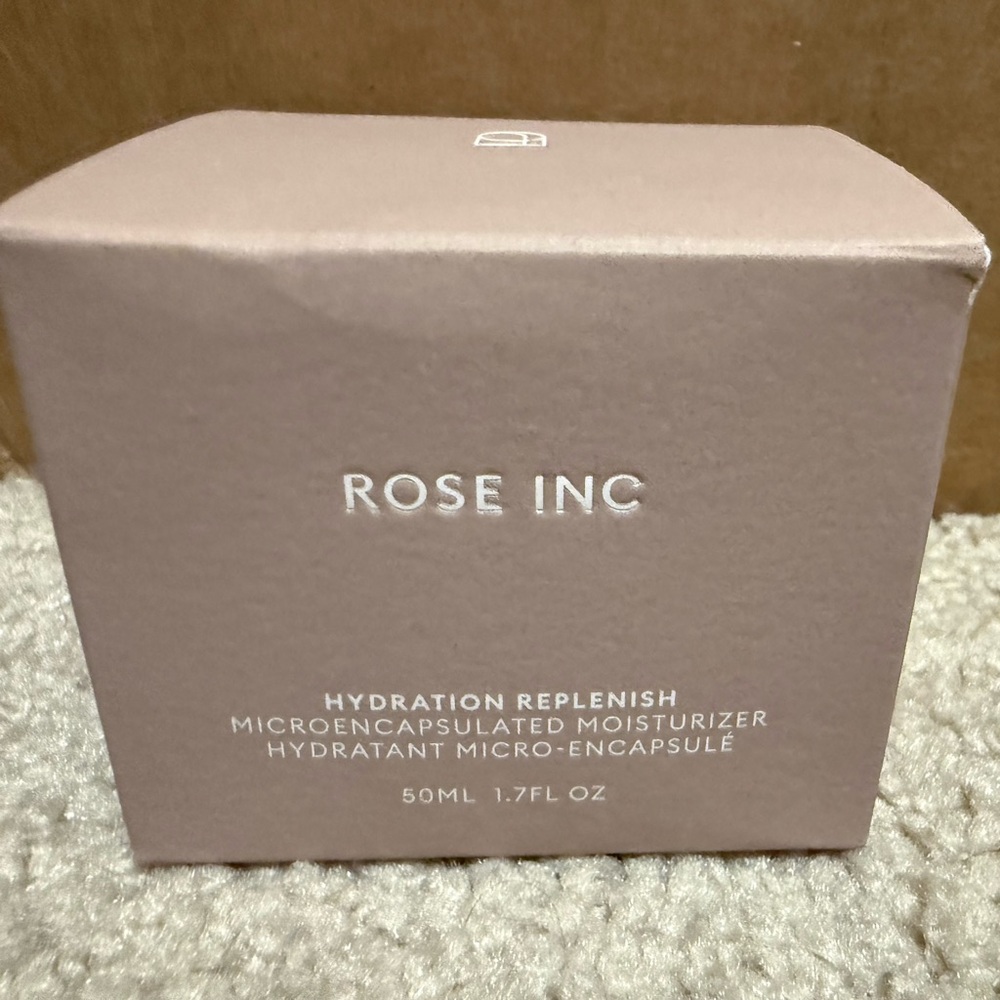 ROSE INC
HYDRATION REPLENISH
MICROENCAPSULATED MOISTURIZER
HYDRATANT MICRO-ENCAPSULÉ
50ML 1.7FL OZ